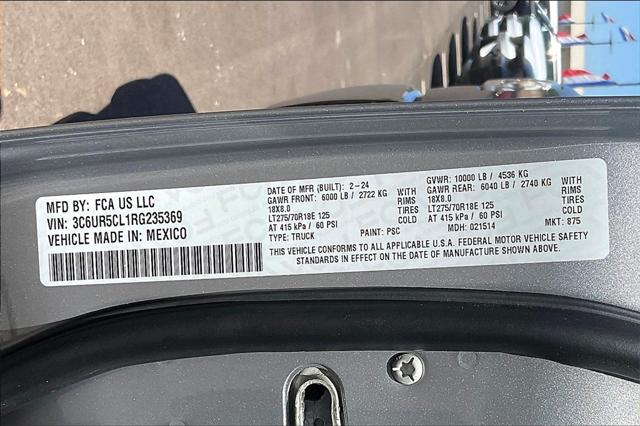 MFD BY: FCA US LLC
VIN: 3C6UR5CL1RG235369
VEHICLE MADE IN: MEXICO
DATE OF MFR (BUILT): 2-24
GAWR FRONT: 6000 LB / 2722 KG
18X8.0 TIRES
LT275/70R18E 125 COLD
AT 415 kPa/ 60 PSI
TYPE: TRUCK PAINT: PSC
GVWR: 10000 LB / 4536 KG
GAWR REAR: 6040 LB / 2740 KG
18X8.0 TIRES
LT275/70R18E 125 COLD
AT 415 kPa/ 60 PSI
MDH: 021514 MKT: 875
THIS VEHICLE CONFORMS TO ALL APPLICABLE U.S.A. FEDERAL MOTOR VEHICLE SAFETY
STANDARDS IN EFFECT ON THE DATE OF MANUFACTURE SHOWN ABOVE.